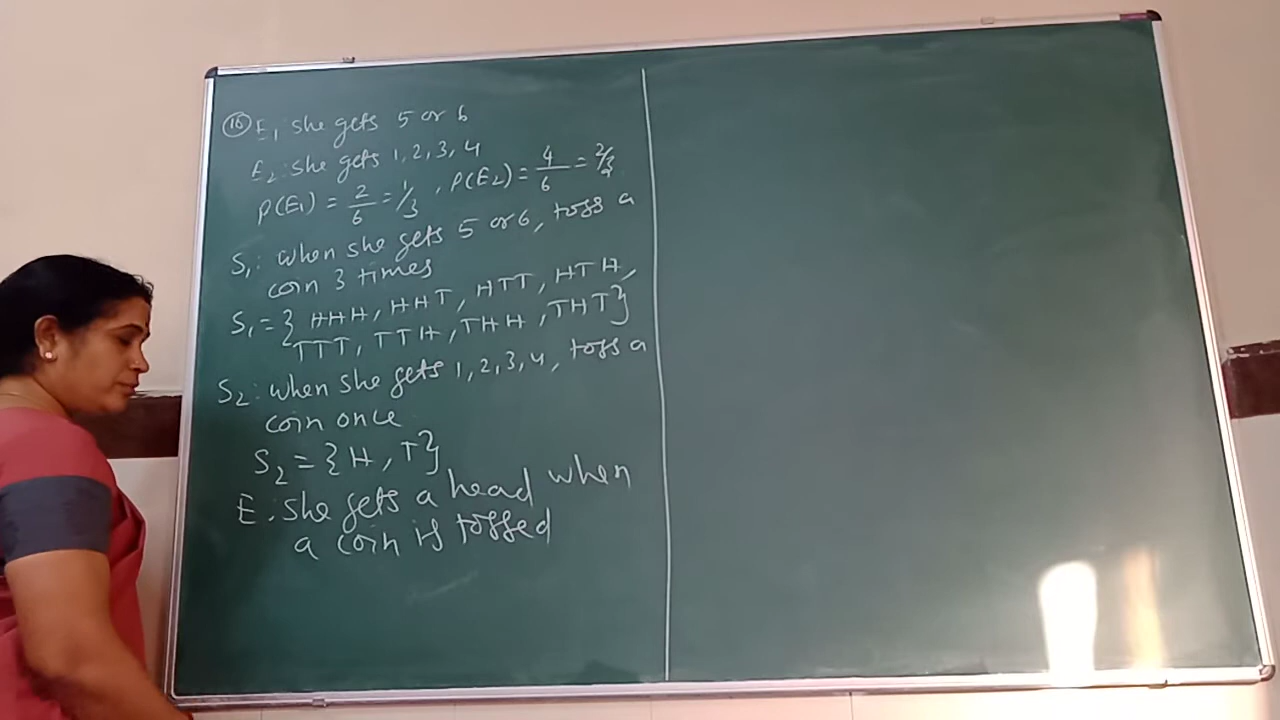 16 E₁: She gets 5 or 6
E₂: She gets 1, 2, 3, 4
P(E₁) = 2/6 = 1/3, P(E₂) = 4/6 = 2/3
S₁: when she gets 5 or 6, toss a
coin 3 times
S₁ = { HHH, HHT, HTT, HTH,
TTT, TTH, THH, THT}
S₂: when she gets 1, 2, 3, 4, toss a
coin once
S₂ = {H, T}
E: She gets a head when
a coin is tossed